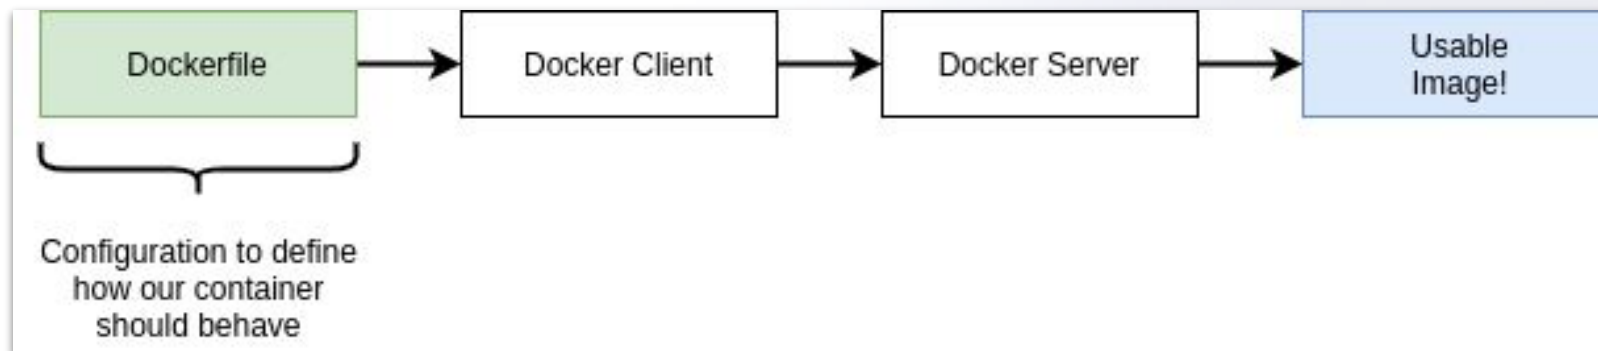 Dockerfile
Docker Client
Docker Server
Usable
Image!
Configuration to define
how our container
should behave